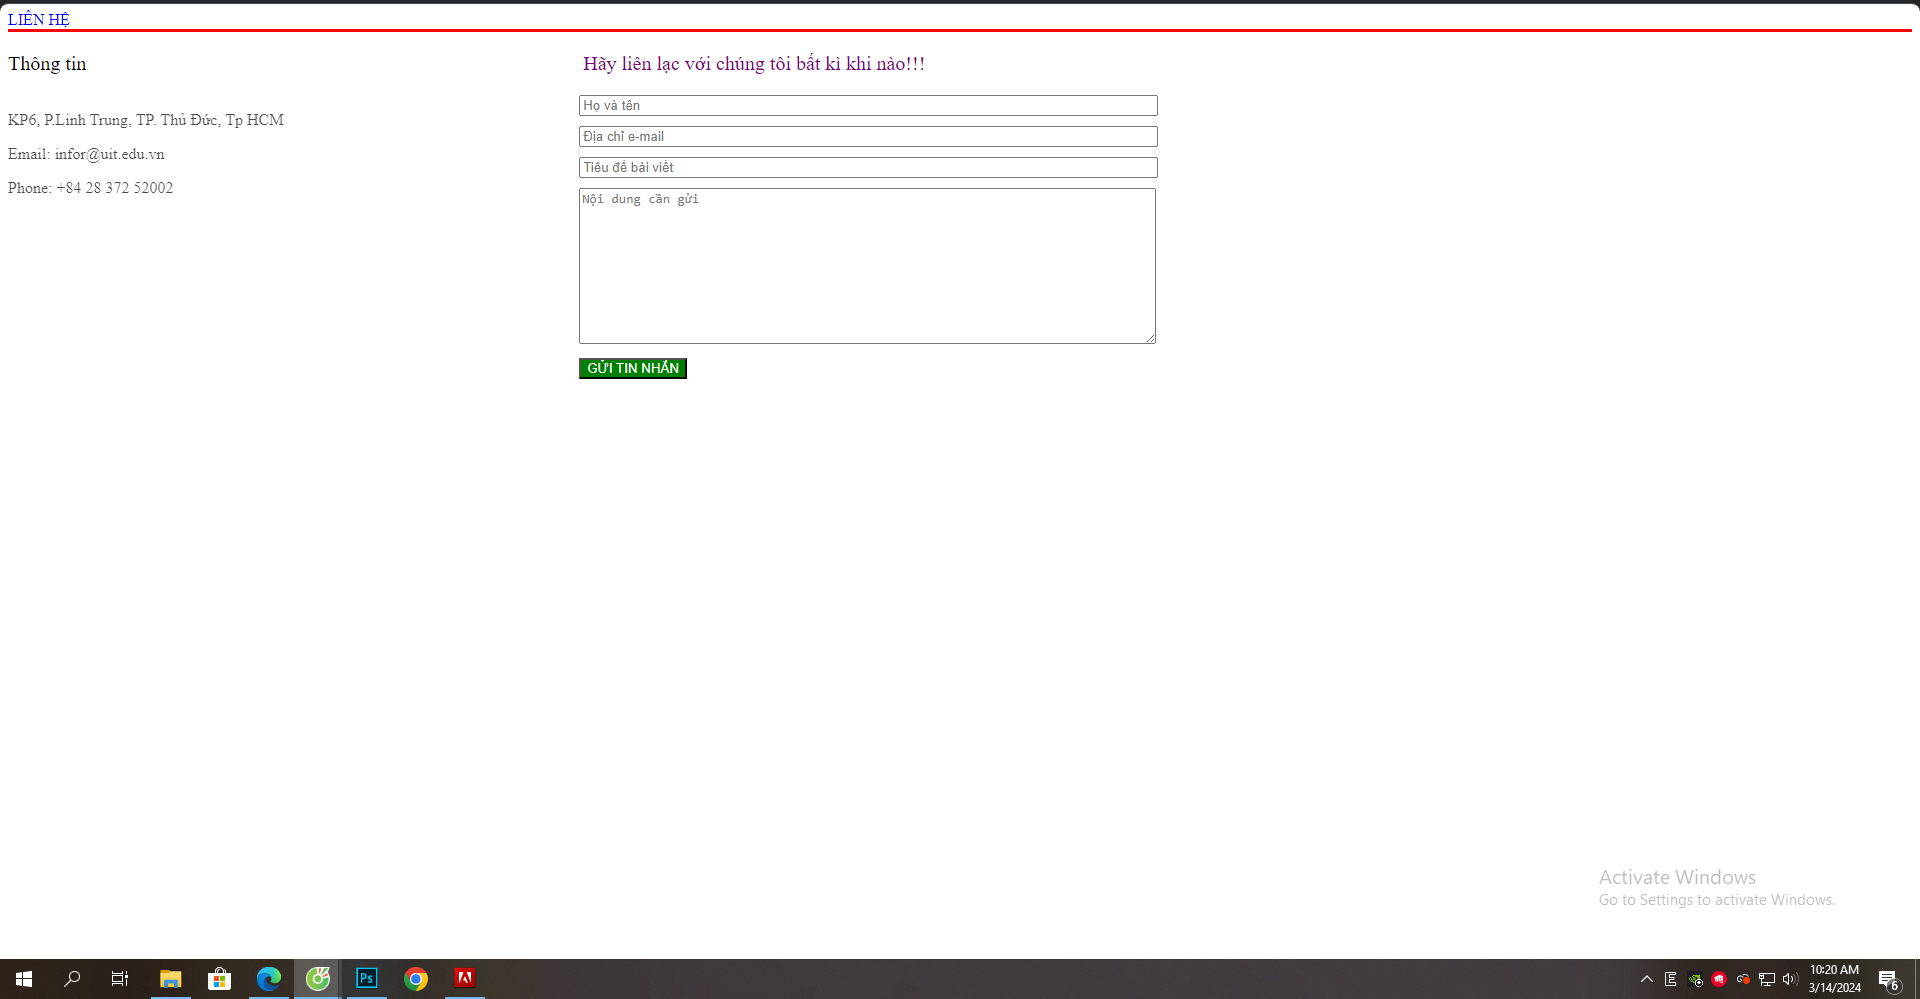 LIÊN HỆ
Thông tin
KP6, P.Linh Trung, TP. Thủ Đức, Tp HCM
Email: infor@uit.edu.vn
Phone: +84 28 372 52002
Hãy liên lạc với chúng tôi bất kì khi nào!!!
Họ và tên
Địa chỉ e-mail
Tiêu đề bài viết
Nội dung cần gửi
GỬI TIN NHẮN
Activate Windows
Go to Settings to activate Windows.
Ps
10:20 AM
3/14/2024
6